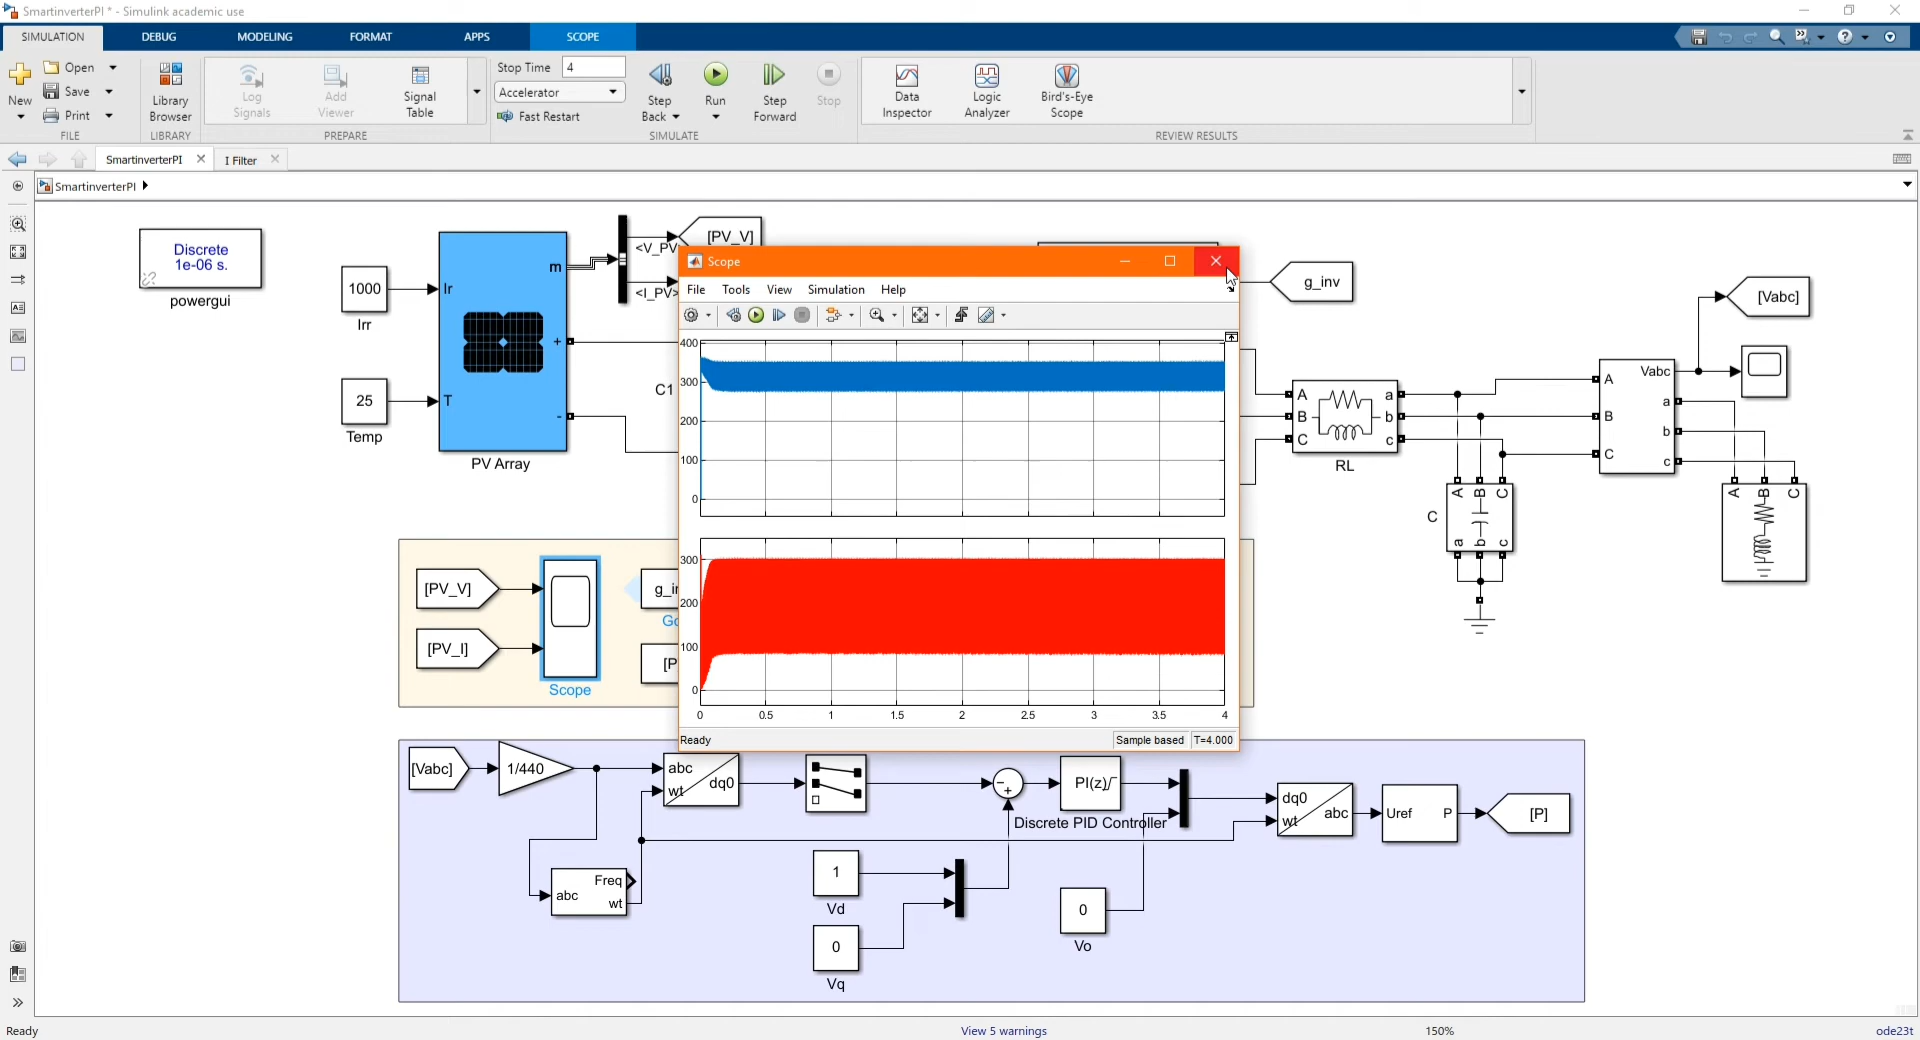 SmartinverterPI * - Simulink academic use
SIMULATION DEBUG MODELING FORMAT APPS SCOPE
New
Open
Save
Print
FILE
Library
Browser
LIBRARY
Log
Signals
Add
Viewer
Signal
Table
PREPARE
Stop Time 4
Accelerator
Fast Restart
Step
Back
Run
Step
Forward
Stop
SIMULATE
Data
Inspector
Logic
Analyzer
Bird's-Eye
Scope
REVIEW RESULTS
SmartinverterPI
I Filter
SmartinverterPI
Discrete
1e-06 s.
powergui
1000
Irr
25
Temp
m
Ir
+
T
-
PV Array
<V_PV
<I_PV>
[PV_V]
C1
g_inv
[Vabc]
A a
B b
C c
RL
A B C
C
a b c
Vabc
A a
B b
C c
A B C
[PV_V]
[PV_I]
Scope
g_i
Go
[P
Scope
File Tools View Simulation Help
400
300
200
100
0
300
200
100
0
0 0.5 1 1.5 2 2.5 3 3.5 4
Ready
Sample based T=4.000
[Vabc]
1/440
abc
wt
dq0
abc
Freq
wt
1
Vd
0
Vq
-
+
PI(z)
Discrete PID Controller
0
Vo
dq0
wt
abc
Uref P
[P]
Ready
View 5 warnings
150%
ode23t